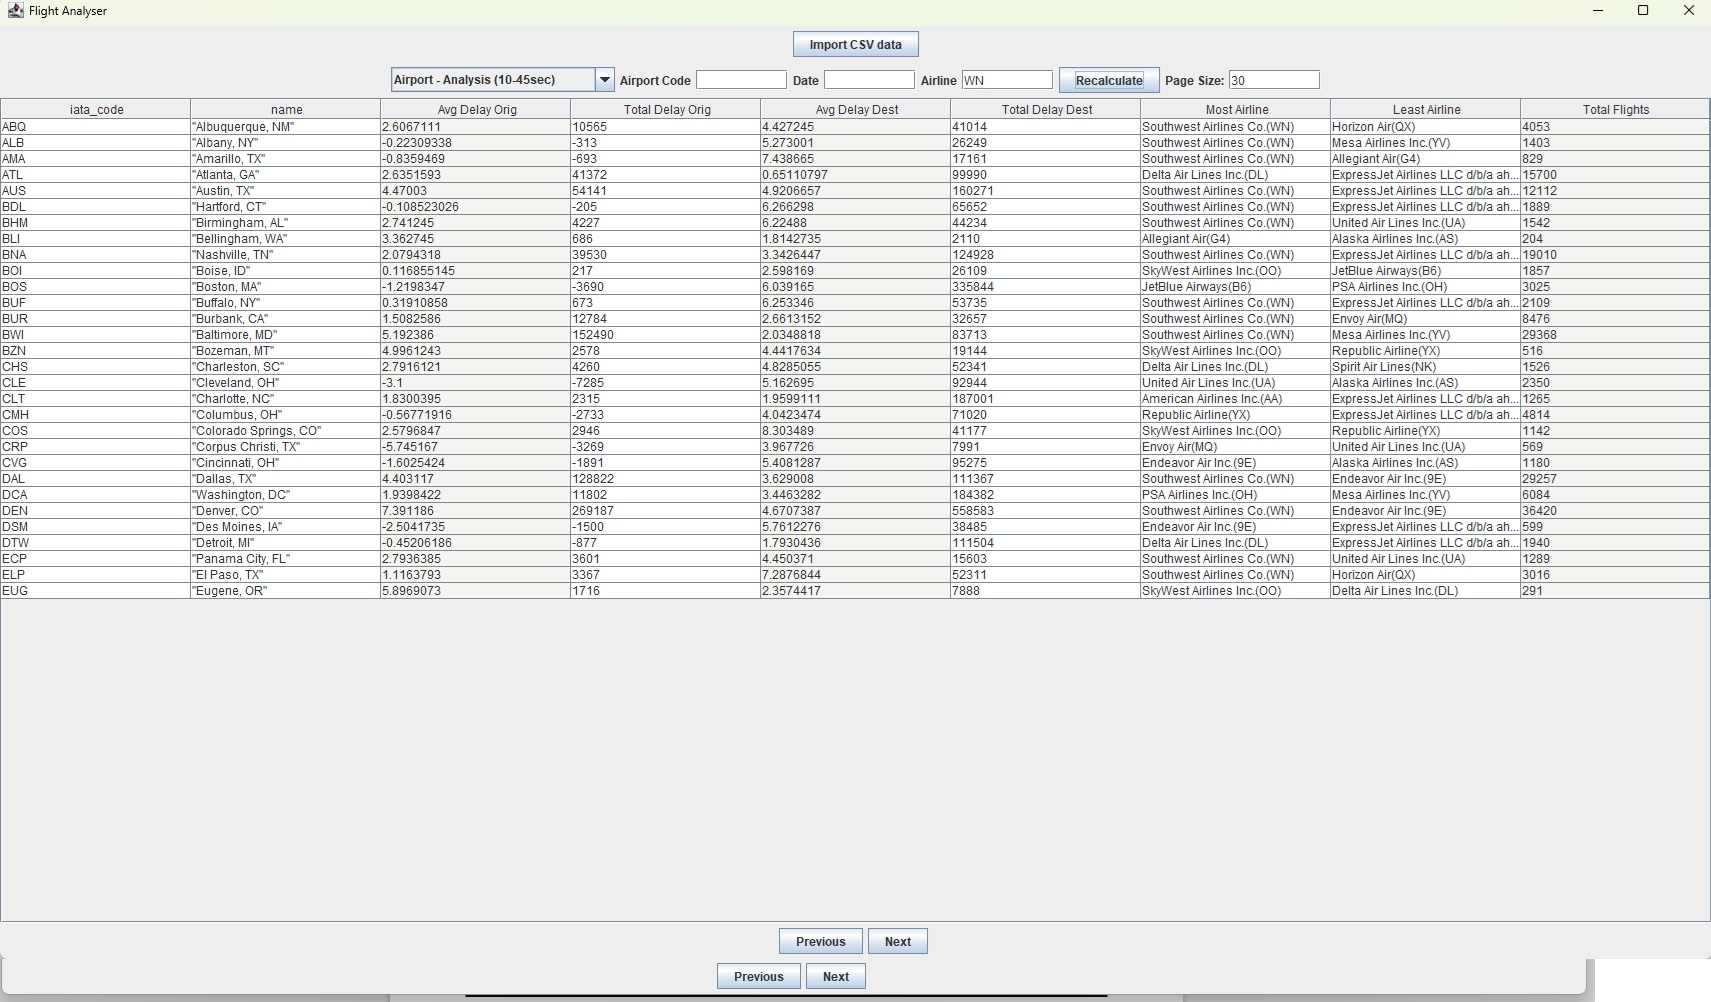 Flight Analyser
Import CSV data
Airport - Analysis (10-45sec) Airport Code Date Airline WN Recalculate Page Size: 30
iata_code name Avg Delay Orig Total Delay Orig Avg Delay Dest Total Delay Dest Most Airline Least Airline Total Flights
ABQ "Albuquerque, NM" 2.6067111 10565 4.427245 41014 Southwest Airlines Co.(WN) Horizon Air(QX) 4053
ALB "Albany, NY" -0.22309338 -313 5.273001 26249 Southwest Airlines Co.(WN) Mesa Airlines Inc.(YV) 1403
AMA "Amarillo, TX" -0.8359469 -693 7.438665 17161 Southwest Airlines Co.(WN) Allegiant Air(G4) 829
ATL "Atlanta, GA" 2.6351593 41372 0.65110797 99990 Delta Air Lines Inc.(DL) ExpressJet Airlines LLC d/b/a ah... 15700
AUS "Austin, TX" 4.47003 54141 4.9206657 160271 Southwest Airlines Co.(WN) ExpressJet Airlines LLC d/b/a ah... 12112
BDL "Hartford, CT" -0.108523026 -205 6.266298 65652 Southwest Airlines Co.(WN) ExpressJet Airlines LLC d/b/a ah... 1889
BHM "Birmingham, AL" 2.741245 4227 6.22488 44234 Southwest Airlines Co.(WN) United Air Lines Inc.(UA) 1542
BLI "Bellingham, WA" 3.362745 686 1.8142735 2110 Allegiant Air(G4) Alaska Airlines Inc.(AS) 204
BNA "Nashville, TN" 2.0794318 39530 3.3426447 124928 Southwest Airlines Co.(WN) ExpressJet Airlines LLC d/b/a ah... 19010
BOI "Boise, ID" 0.116855145 217 2.598169 26109 SkyWest Airlines Inc.(OO) JetBlue Airways(B6) 1857
BOS "Boston, MA" -1.2198347 -3690 6.039165 335844 JetBlue Airways(B6) PSA Airlines Inc.(OH) 3025
BUF "Buffalo, NY" 0.31910858 673 6.253346 53735 Southwest Airlines Co.(WN) ExpressJet Airlines LLC d/b/a ah... 2109
BUR "Burbank, CA" 1.5082586 12784 2.6613152 32657 Southwest Airlines Co.(WN) Envoy Air(MQ) 8476
BWI "Baltimore, MD" 5.192386 152490 2.0348818 83713 Southwest Airlines Co.(WN) Mesa Airlines Inc.(YV) 29368
BZN "Bozeman, MT" 4.9961243 2578 4.4417634 19144 SkyWest Airlines Inc.(OO) Republic Airline(YX) 516
CHS "Charleston, SC" 2.7916121 4260 4.8285055 52341 Delta Air Lines Inc.(DL) Spirit Air Lines(NK) 1526
CLE "Cleveland, OH" -3.1 -7285 5.162695 92944 United Air Lines Inc.(UA) Alaska Airlines Inc.(AS) 2350
CLT "Charlotte, NC" 1.8300395 2315 1.9599111 187001 American Airlines Inc.(AA) ExpressJet Airlines LLC d/b/a ah... 1265
CMH "Columbus, OH" -0.56771916 -2733 4.0423474 71020 Republic Airline(YX) ExpressJet Airlines LLC d/b/a ah... 4814
COS "Colorado Springs, CO" 2.5796847 2946 8.303489 41177 SkyWest Airlines Inc.(OO) Republic Airline(YX) 1142
CRP "Corpus Christi, TX" -5.745167 -3269 3.967726 7991 Envoy Air(MQ) United Air Lines Inc.(UA) 569
CVG "Cincinnati, OH" -1.6025424 -1891 5.4081287 95275 Endeavor Air Inc.(9E) Alaska Airlines Inc.(AS) 1180
DAL "Dallas, TX" 4.403117 128822 3.629008 111367 Southwest Airlines Co.(WN) Endeavor Air Inc.(9E) 29257
DCA "Washington, DC" 1.9398422 11802 3.4463282 184382 PSA Airlines Inc.(OH) Mesa Airlines Inc.(YV) 6084
DEN "Denver, CO" 7.391186 269187 4.6707387 558583 Southwest Airlines Co.(WN) Endeavor Air Inc.(9E) 36420
DSM "Des Moines, IA" -2.5041735 -1500 5.7612276 38485 Endeavor Air Inc.(9E) ExpressJet Airlines LLC d/b/a ah... 599
DTW "Detroit, MI" -0.45206186 -877 1.7930436 111504 Delta Air Lines Inc.(DL) ExpressJet Airlines LLC d/b/a ah... 1940
ECP "Panama City, FL" 2.7936385 3601 4.450371 15603 Southwest Airlines Co.(WN) United Air Lines Inc.(UA) 1289
ELP "El Paso, TX" 1.1163793 3367 7.2876844 52311 Southwest Airlines Co.(WN) Horizon Air(QX) 3016
EUG "Eugene, OR" 5.8969073 1716 2.3574417 7888 SkyWest Airlines Inc.(OO) Delta Air Lines Inc.(DL) 291
Previous Next
Previous Next